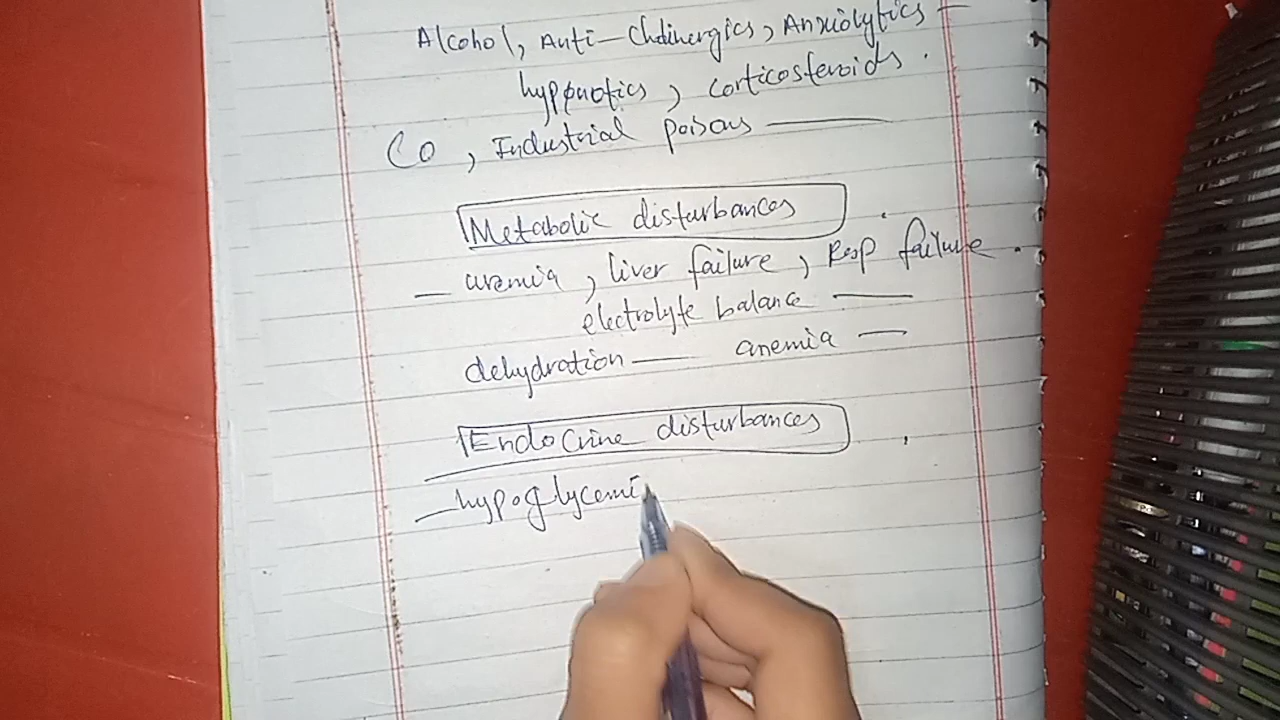 Alcohol, Anti-Cholinergics, Anxiolytics —
hypnotics, corticosteroids.
CO, Industrial poisons —
Metabolic disturbances
— uremia, liver failure, Resp failure.
electrolyte balance —
dehydration — anemia —
Endocrine disturbances
— hypoglycemi